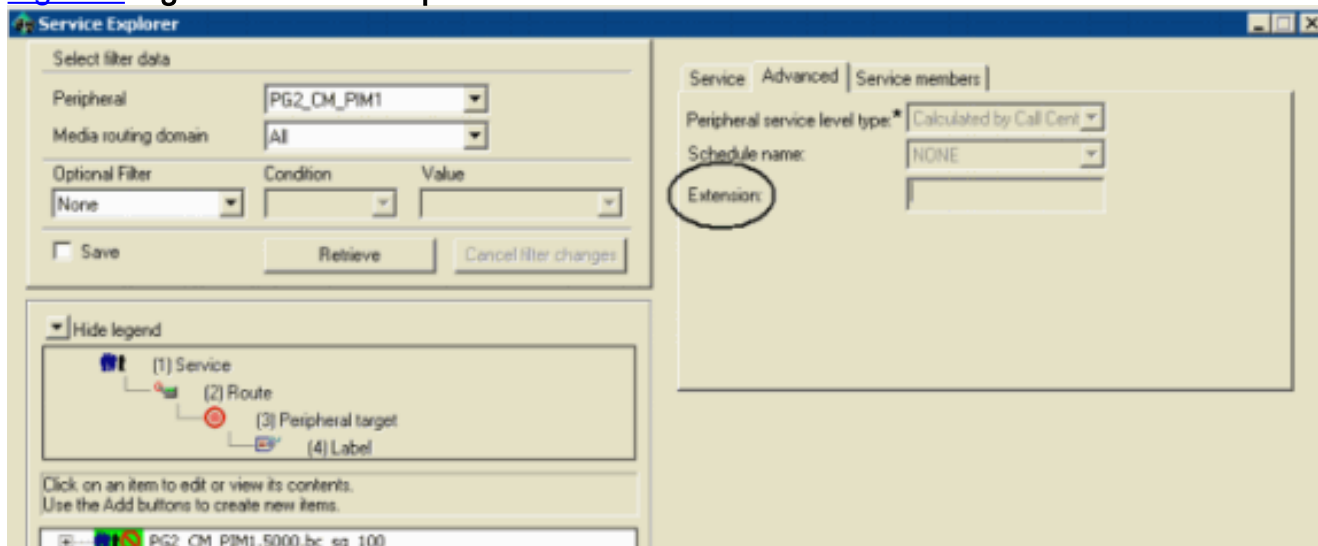 Service Explorer
Select filter data
Peripheral PG2_CM_PIM1
Media routing domain All
Optional Filter Condition Value
None
Save Retrieve Cancel filter changes
Hide legend
(1) Service
(2) Route
(3) Peripheral target
(4) Label
Click on an item to edit or view its contents.
Use the Add buttons to create new items.
PG2_CM_PIM1.5000.bc_sg_100
Service Advanced Service members
Peripheral service level type:* Calculated by Call Cent
Schedule name: NONE
Extension: